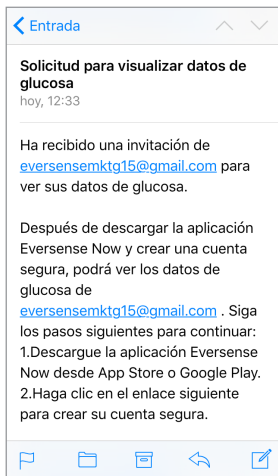 Entrada
Solicitud para visualizar datos de
glucosa
hoy, 12:33
Ha recibido una invitación de
eversensemktg15@gmail.com para
ver sus datos de glucosa.
Después de descargar la aplicación
Eversense Now y crear una cuenta
segura, podrá ver los datos de
glucosa de
eversensemktg15@gmail.com . Siga
los pasos siguientes para continuar:
1.Descargue la aplicación Eversense
Now desde App Store o Google Play.
2.Haga clic en el enlace siguiente
para crear su cuenta segura.